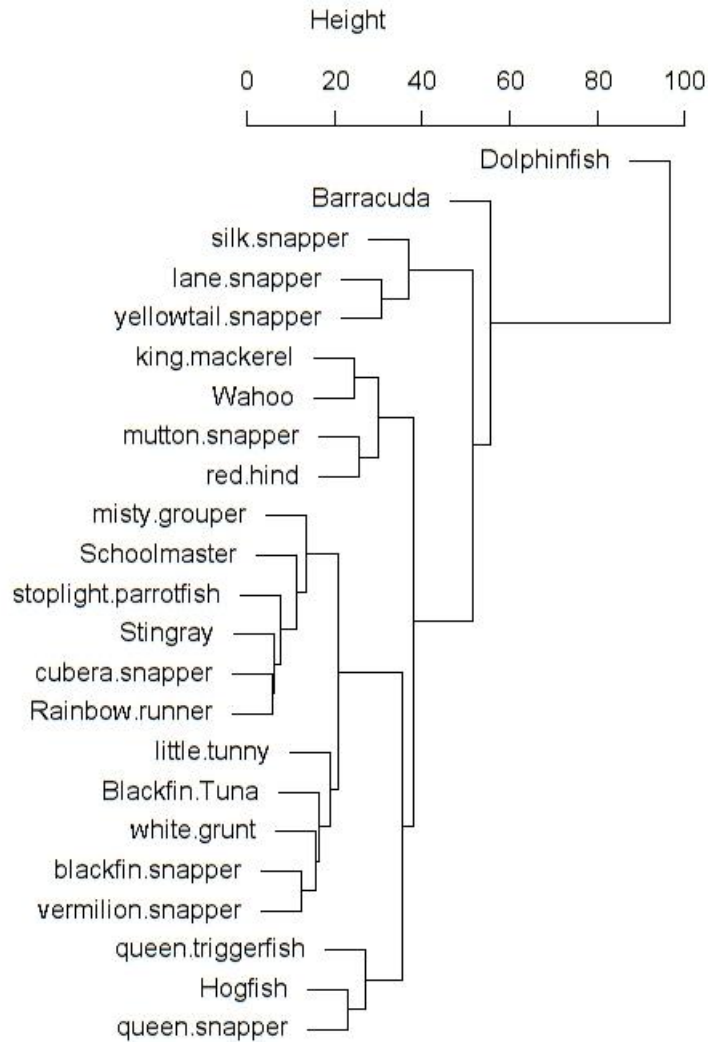 Height
0 20 40 60 80 100
Dolphinfish
Barracuda
silk.snapper
lane.snapper
yellowtail.snapper
king.mackerel
Wahoo
mutton.snapper
red.hind
misty.grouper
Schoolmaster
stoplight.parrotfish
Stingray
cubera.snapper
Rainbow.runner
little.tunny
Blackfin.Tuna
white.grunt
blackfin.snapper
vermilion.snapper
queen.triggerfish
Hogfish
queen.snapper